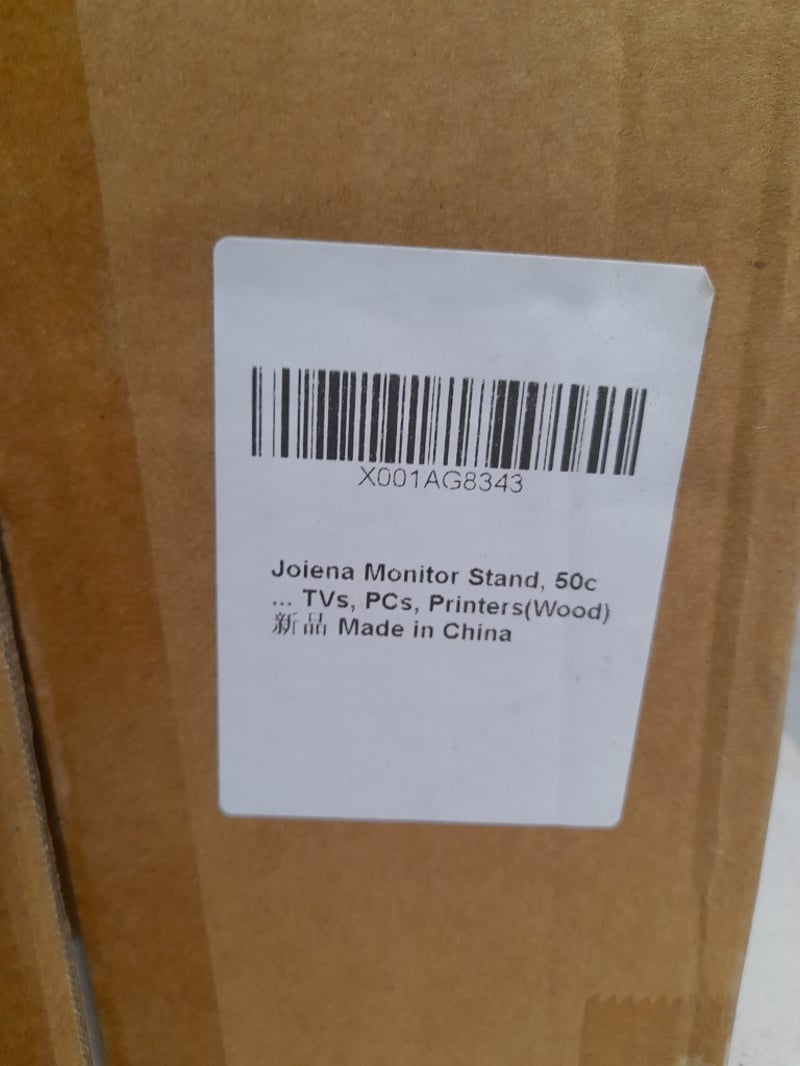 X001AG8343
Joiena Monitor Stand, 50c
... TVs, PCs, Printers(Wood)
新品 Made in China